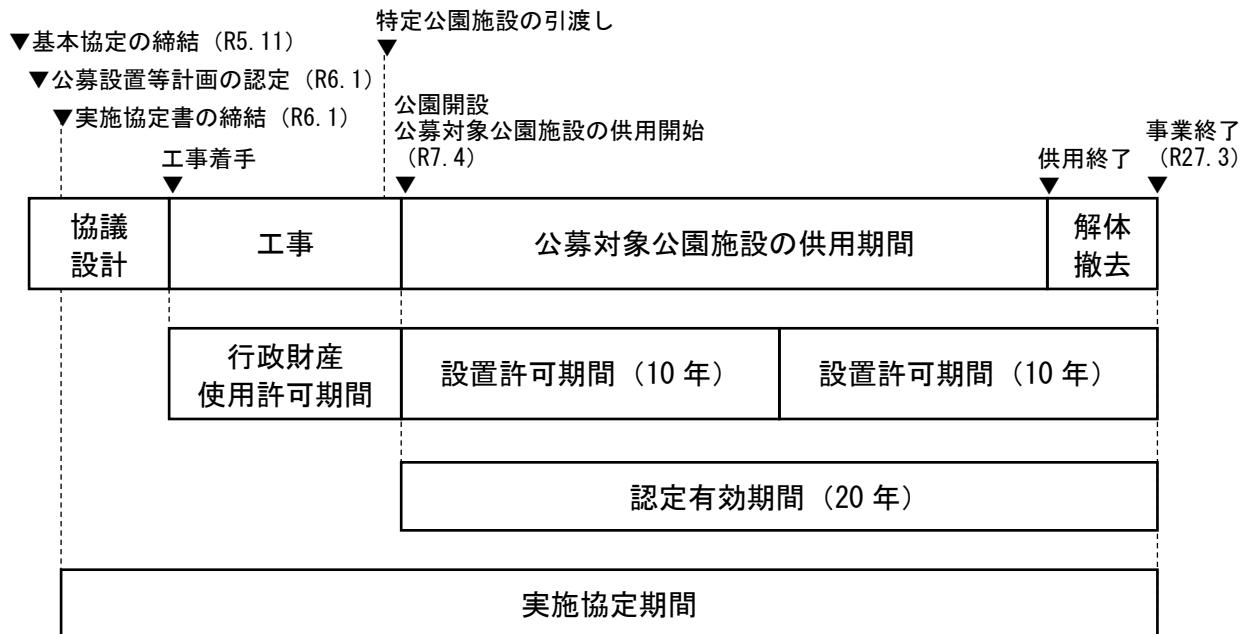 特定公園施設の引渡し
▼
▼基本協定の締結（R5.11）
▼公募設置等計画の認定（R6.1）
▼実施協定書の締結（R6.1）
公園開設
公募対象公園施設の供用開始
（R7.4）
▼
工事着手
▼
供用終了
▼
事業終了
（R27.3）
▼
協議
設計
工事
公募対象公園施設の供用期間
解体
撤去
行政財産
使用許可期間
設置許可期間（10 年）
設置許可期間（10 年）
認定有効期間（20 年）
実施協定期間